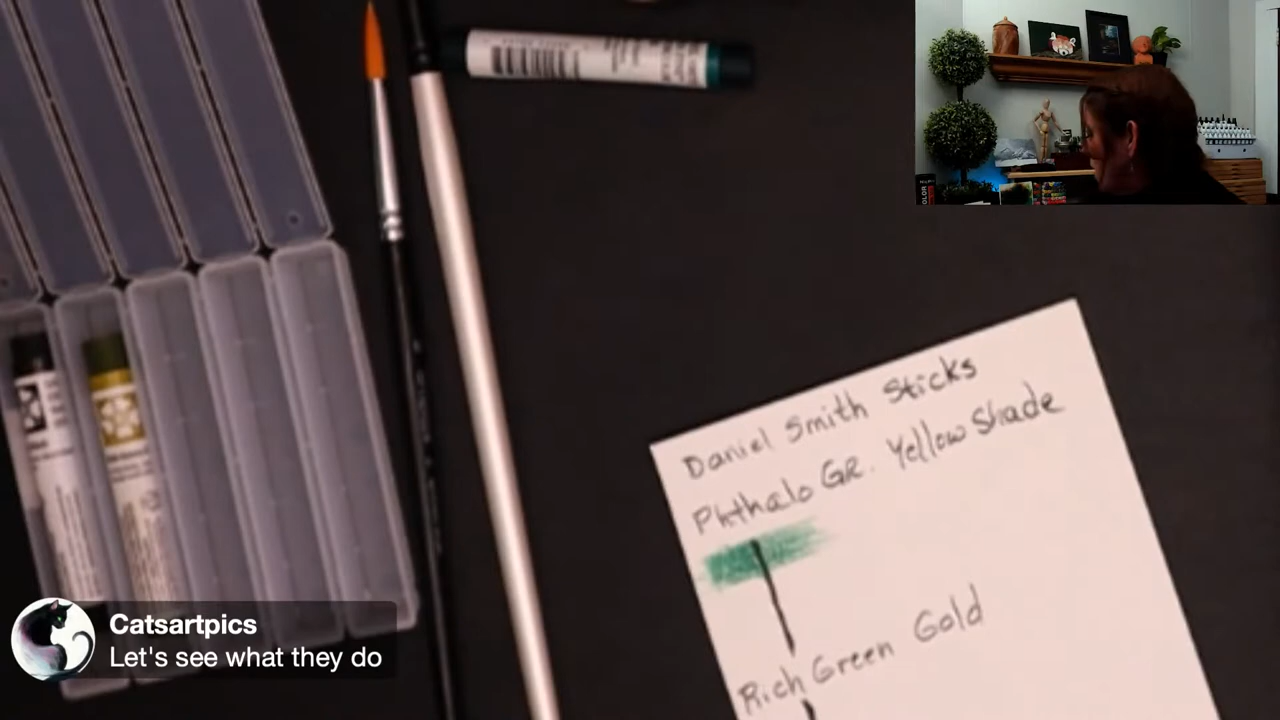 Daniel Smith Sticks
Phthalo GR. Yellow Shade
Rich Green Gold
Catsartpics
Let's see what they do